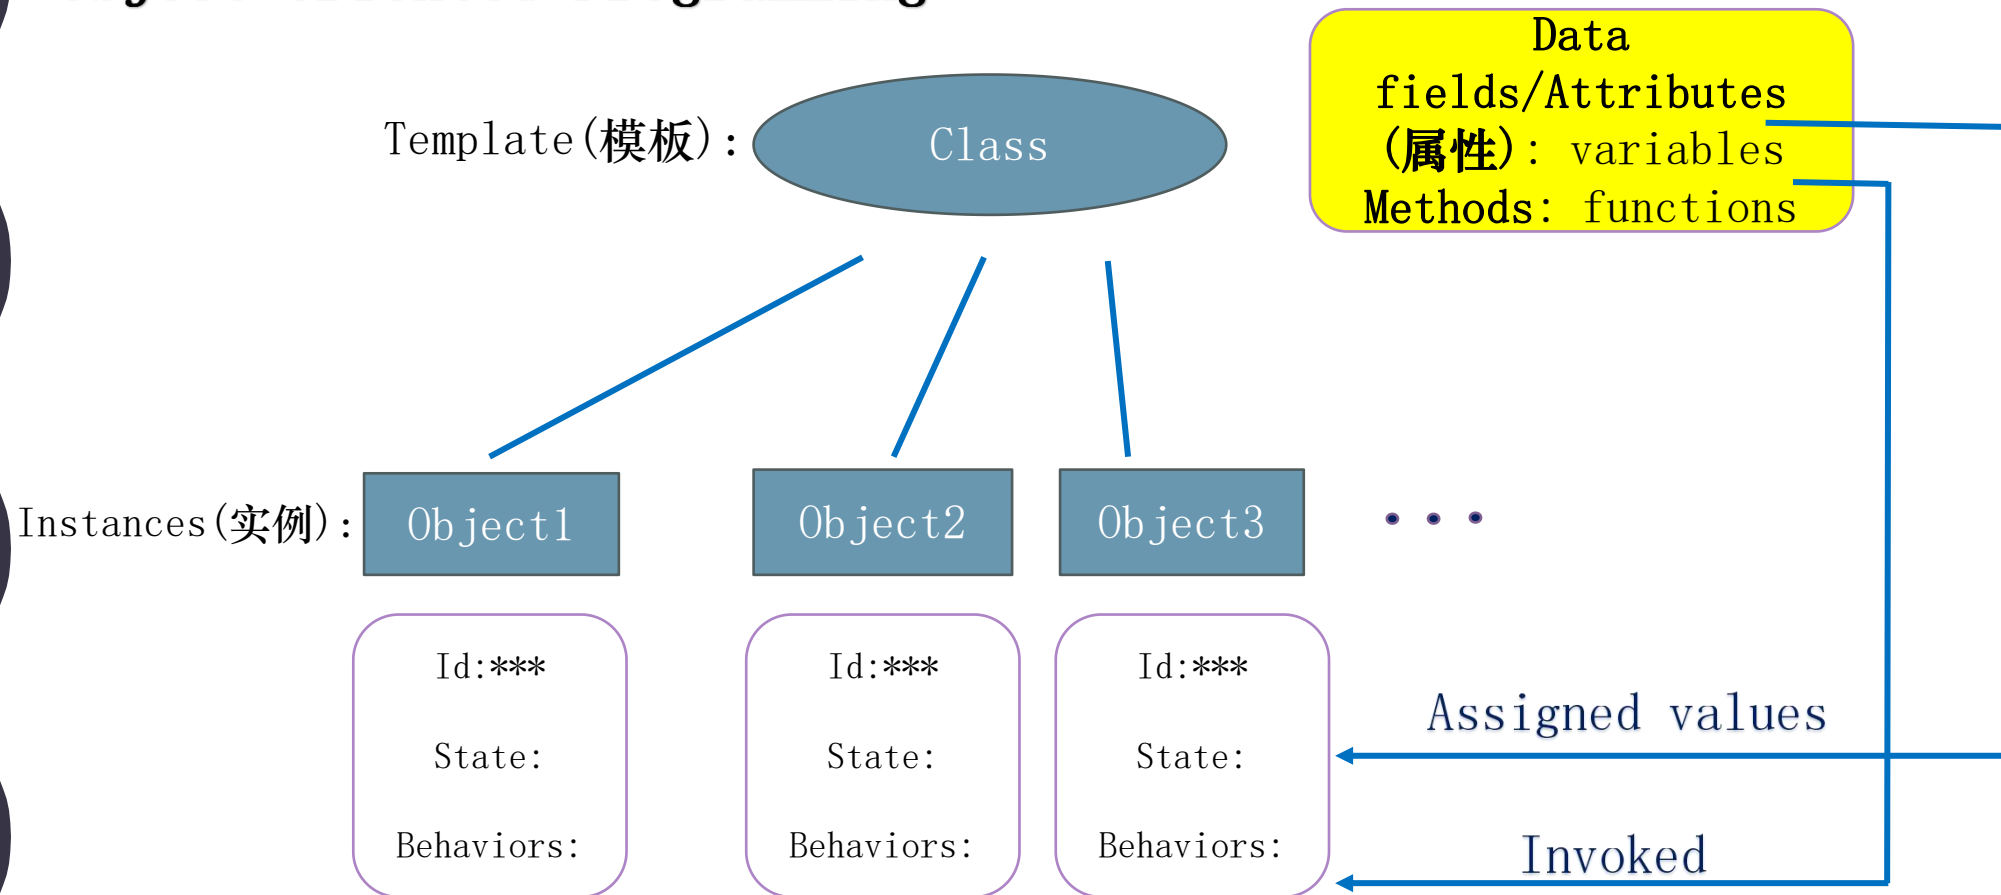 Data
fields/Attributes
(属性): variables
Methods: functions
Template(模板):
Class
Instances(实例):
Object1
Object2
Object3
Id:***
State:
Behaviors:
Id:***
State:
Behaviors:
Id:***
State:
Behaviors:
Assigned values
Invoked